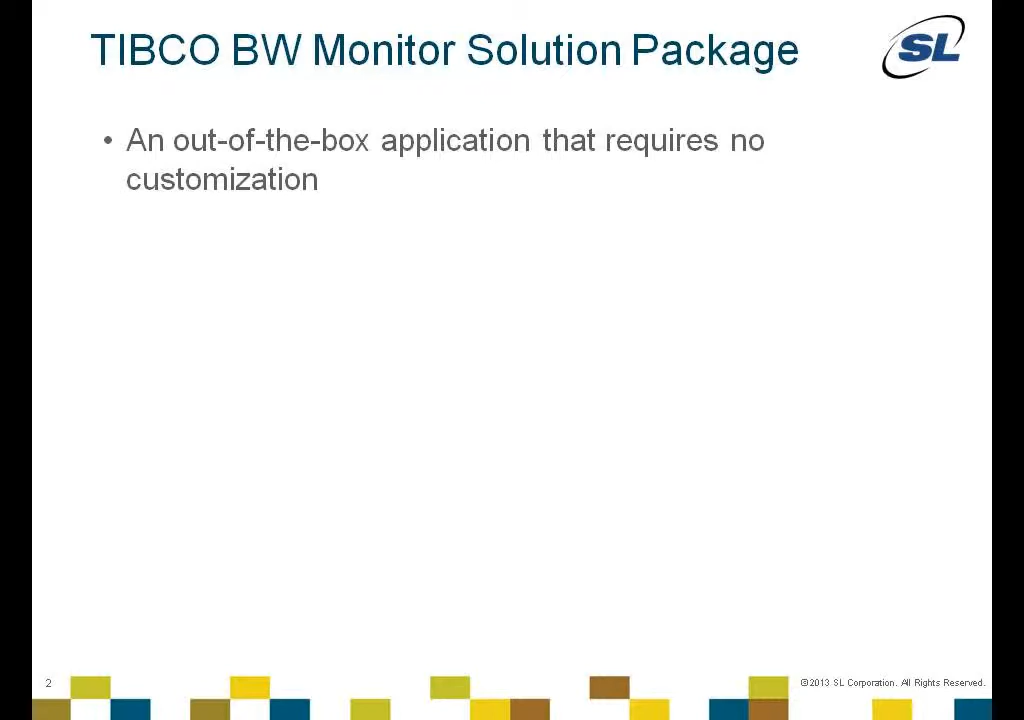 TIBCO BW Monitor Solution Package
SL
• An out-of-the-box application that requires no
customization
2
©2013 SL Corporation. All Rights Reserved.